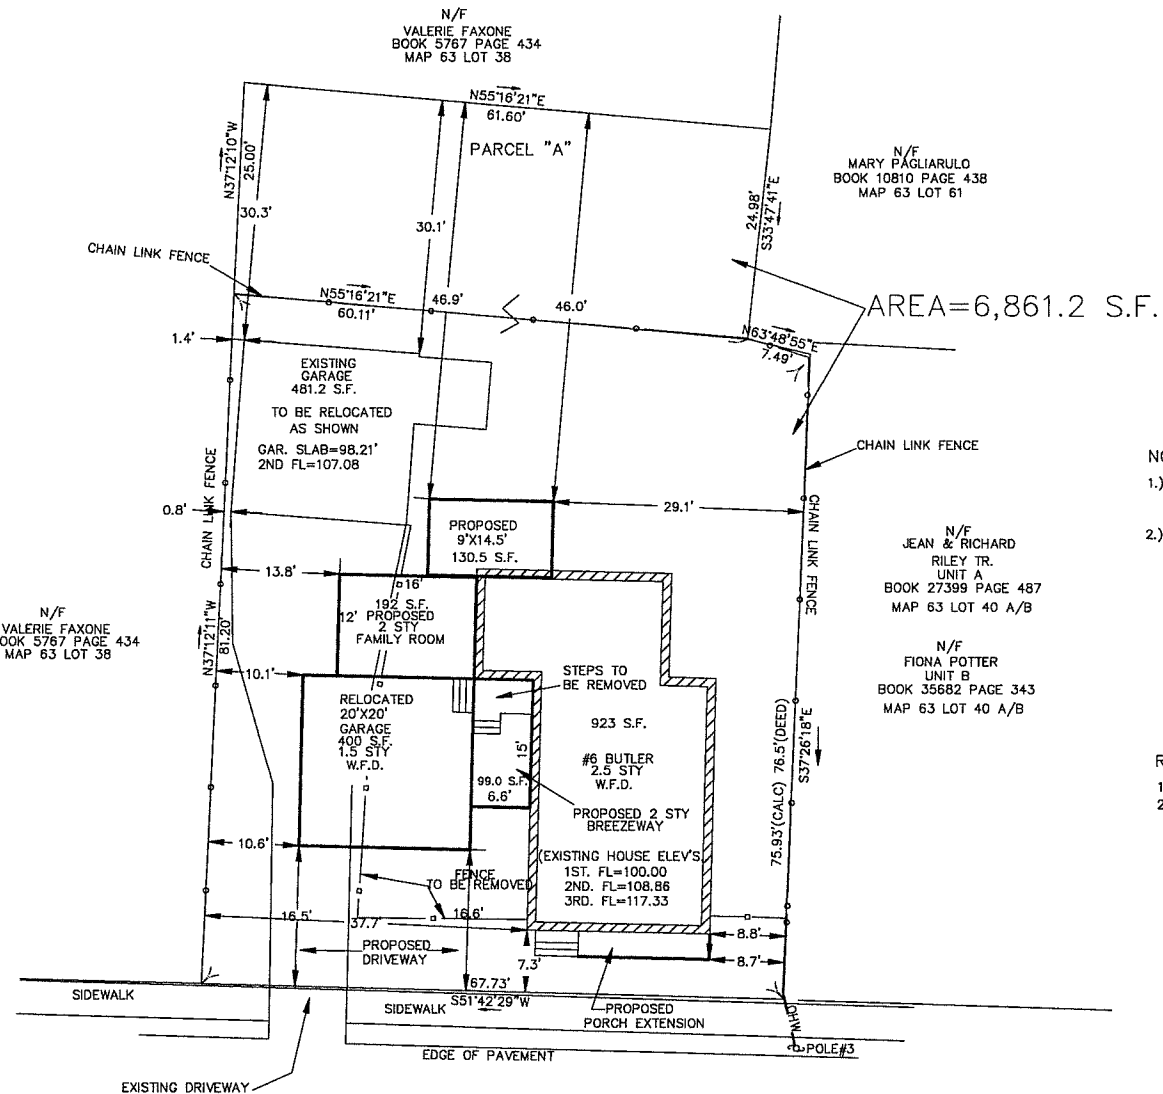 N/F
VALERIE FAXONE
BOOK 5767 PAGE 434
MAP 63 LOT 38
N55°16'21"E
61.60'
PARCEL "A"
N37°12'10"W
25.00'
30.3'
30.1'
46.9'
46.0'
24.98'
S33°47'41"E
N/F
MARY PAGLIARULO
BOOK 10810 PAGE 438
MAP 63 LOT 61
CHAIN LINK FENCE
N55°16'21"E
60.11'
AREA=6,861.2 S.F.
N63°48'55"E
7.49'
1.4'
EXISTING
GARAGE
481.2 S.F.
TO BE RELOCATED
AS SHOWN
GAR. SLAB=98.21'
2ND FL=107.08
CHAIN LINK FENCE
CHAIN LINK FENCE
CHAIN LINK FENCE
1.)
2.)
0.8'
29.1'
PROPOSED
9'X14.5'
130.5 S.F.
N/F
JEAN & RICHARD
RILEY TR.
UNIT A
BOOK 27399 PAGE 487
MAP 63 LOT 40 A/B
13.8'
16'
192 S.F.
12'
PROPOSED
2 STY
FAMILY ROOM
N/F
VALERIE FAXONE
OOK 5767 PAGE 434
MAP 63 LOT 38
N37°12'11"W
81.20'
N/F
FIONA POTTER
UNIT B
BOOK 35682 PAGE 343
MAP 63 LOT 40 A/B
10.1'
STEPS TO
BE REMOVED
RELOCATED
20'X20'
GARAGE
400 S.F.
1.5 STY
W.F.D.
923 S.F.
15'
#6 BUTLER
2.5 STY
W.F.D.
99.0 S.F.
6.6'
PROPOSED 2 STY
BREEZEWAY
75.93'(CALC) 76.5'(DEED)
S37°26'18"E
R
1
2
10.6'
(EXISTING HOUSE ELEV'S
1ST. FL=100.00
2ND. FL=108.86
3RD. FL=117.33
FENCE
TO BE REMOVED
16.5'
37.7'
16.6'
8.8'
PROPOSED
DRIVEWAY
7.3'
8.7'
67.73'
S51°42'29"W
SIDEWALK
SIDEWALK
PROPOSED
PORCH EXTENSION
OHW
POLE#3
EDGE OF PAVEMENT
EXISTING DRIVEWAY